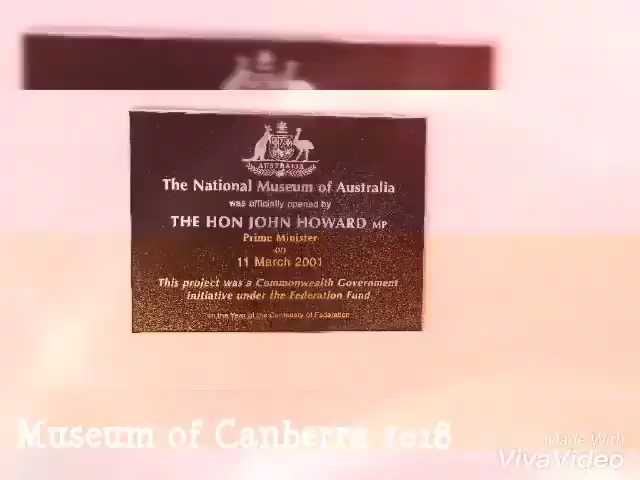 AUSTRALIA
The National Museum of Australia
was officially opened by
THE HON JOHN HOWARD MP
Prime Minister
on
11 March 2001
This project was a Commonwealth Government
initiative under the Federation Fund
In the Year of the Centenary of Federation
Museum of Canberra 2018
Made With
VivaVideo